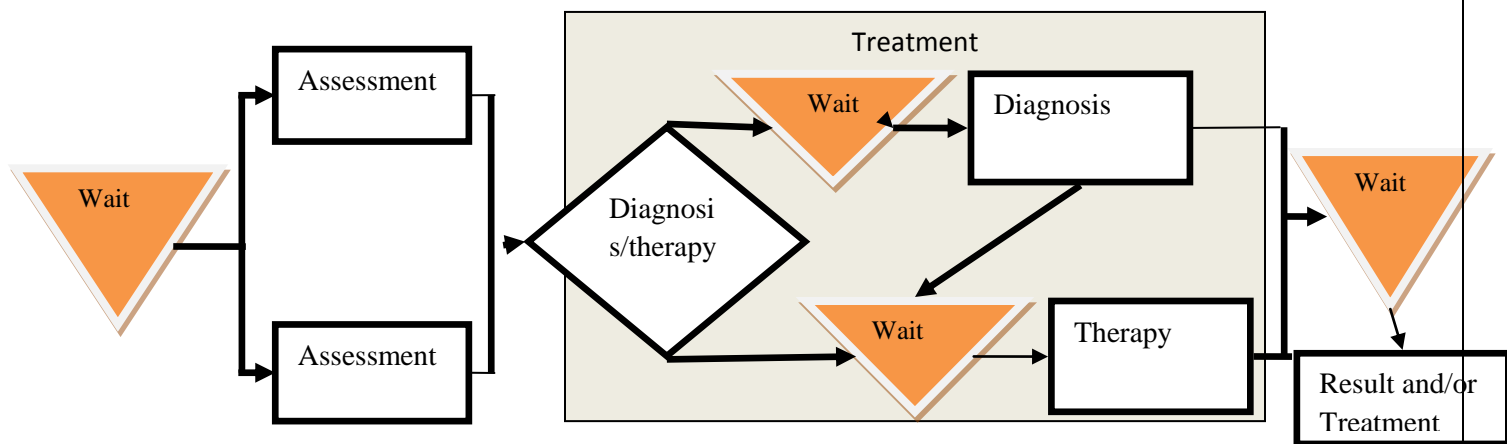 Wait
Assessment
Assessment
Treatment
Diagnosi
s/therapy
Wait
Diagnosis
Wait
Therapy
Wait
Result and/or
Treatment